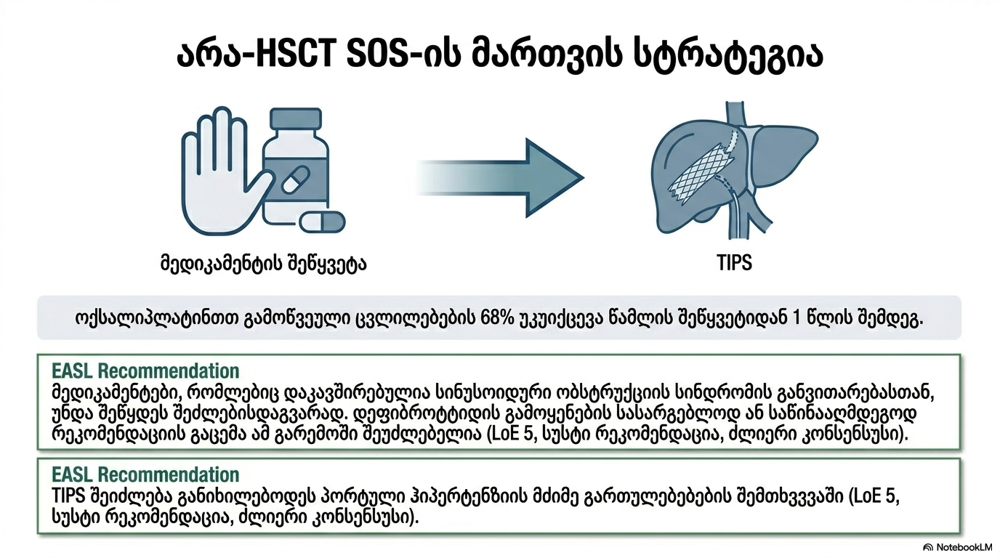 არა-HSCT SOS-ის მართვის სტრატეგია
მედიკამენტის შეწყვეტა
TIPS
ოქსალიპლატინთთ გამოწვეული ცვლილებების 68% უკუიქცევა წამლის შეწყვეტიდან 1 წლის შემდეგ.
EASL Recommendation
მედიკამენტები, რომლებიც დაკავშირებულია სინუსოიდური ობსტრუქციის სინდრომის განვითარებასთან,
უნდა შეწყდეს შეძლებისდაგვარად. დეფიბროტტიდის გამოყენების სასარგებლოდ ან საწინააღმდეგოდ
რეკომენდაციის გაცემა ამ გარემოში შეუძლებელია (LoE 5, სუსტი რეკომენდაცია, ძლიერი კონსენსუსი).
EASL Recommendation
TIPS შეიძლება განიხილებოდეს პორტული ჰიპერტენზიის მძიმე გართულებებების შემთხვვვაში (LoE 5,
სუსტი რეკომენდაცია, ძლიერი კონსენსუსი).
NotebookLM